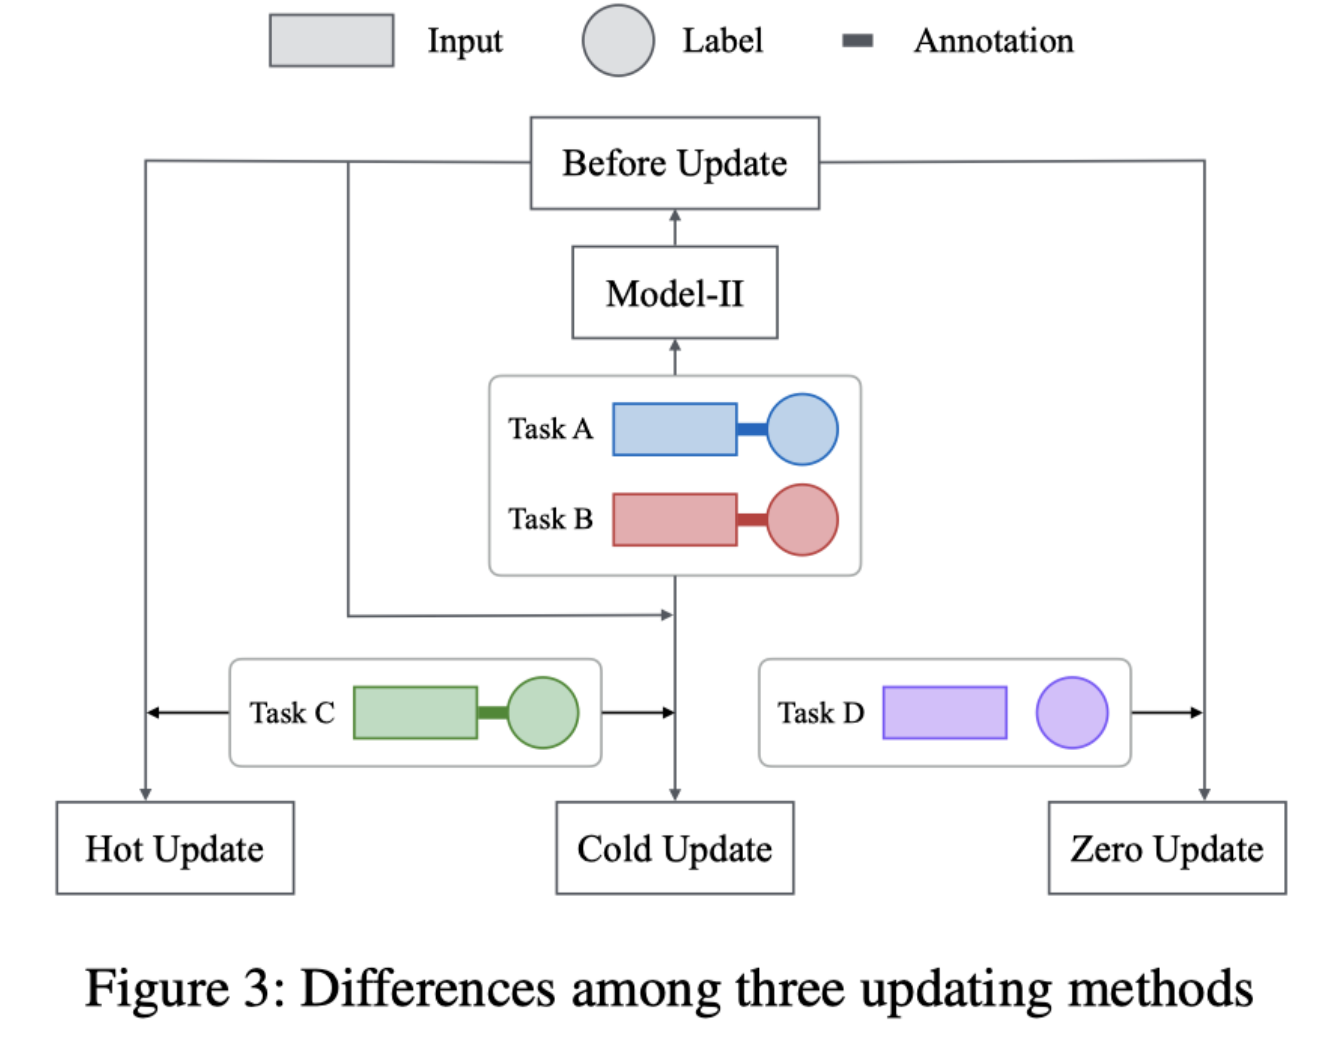 Input Label Annotation
Before Update
Model-II
Task A
Task B
Task C
Task D
Hot Update
Cold Update
Zero Update
Figure 3: Differences among three updating methods